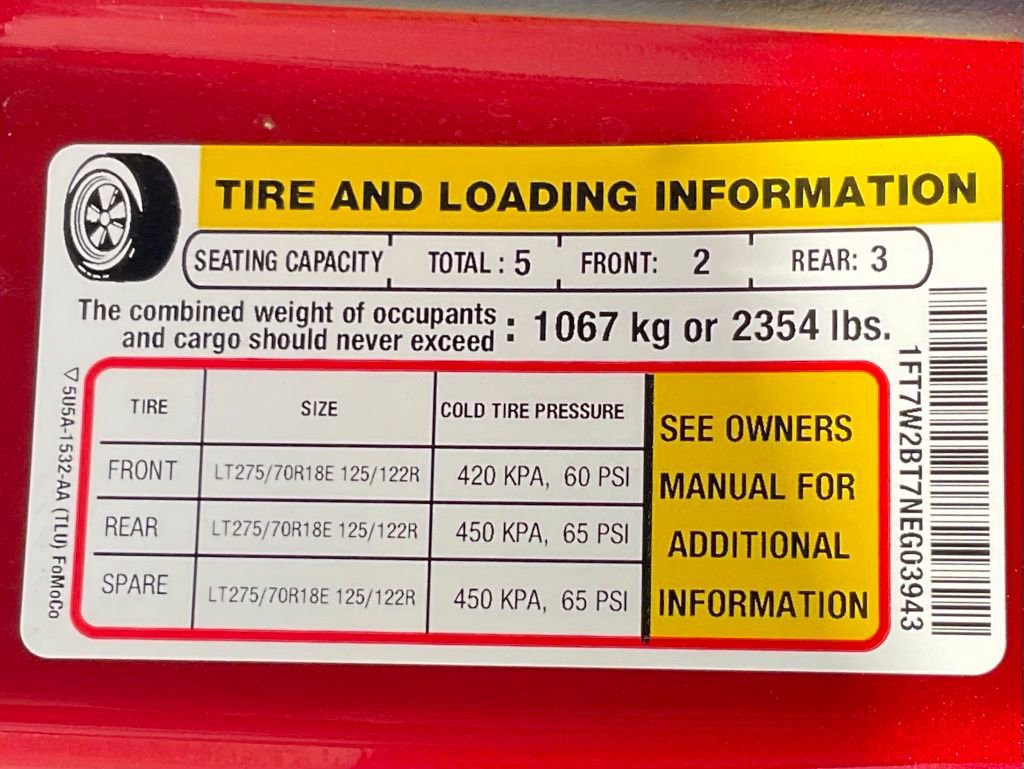 TIRE AND LOADING INFORMATION
SEATING CAPACITY TOTAL : 5 FRONT: 2 REAR: 3
The combined weight of occupants
and cargo should never exceed : 1067 kg or 2354 lbs.
TIRE SIZE COLD TIRE PRESSURE
FRONT LT275/70R18E 125/122R 420 KPA, 60 PSI
REAR LT275/70R18E 125/122R 450 KPA, 65 PSI
SPARE LT275/70R18E 125/122R 450 KPA, 65 PSI
SEE OWNERS
MANUAL FOR
ADDITIONAL
INFORMATION
▽5U5A-1532-AA (TLU) FoMoCo
1FT7W2BT7NEG03943